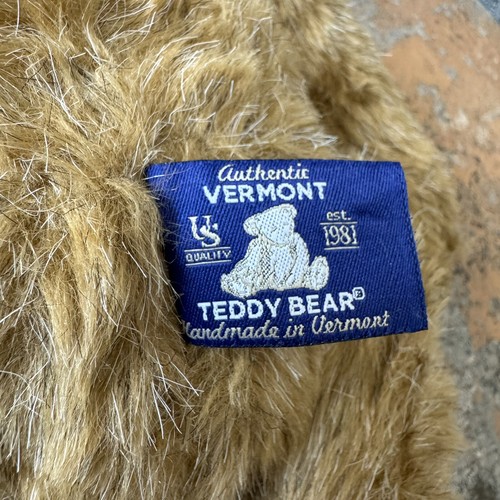 Authentic
VERMONT
US
QUALITY
est.
1981
TEDDY BEAR®
Handmade in Vermont